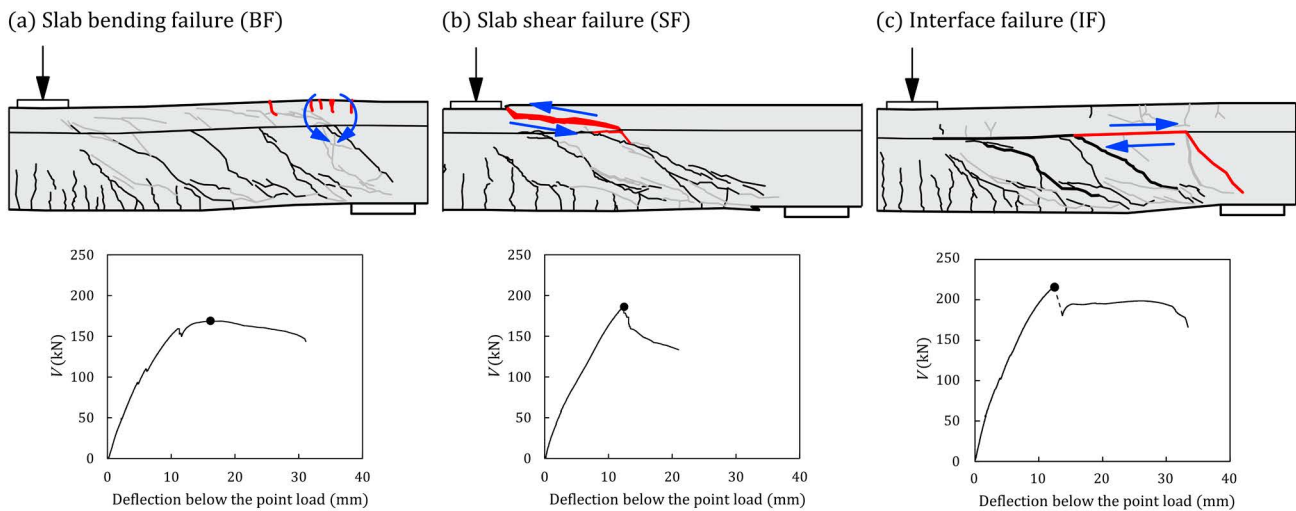 (a) Slab bending failure (BF)
(b) Slab shear failure (SF)
(c) Interface failure (IF)
250
200
150
100
50
0
V (kN)
0 10 20 30 40
Deflection below the point load (mm)
250
200
150
100
50
0
V (kN)
0 10 20 30 40
Deflection below the point load (mm)
250
200
150
100
50
0
V (kN)
0 10 20 30 40
Deflection below the point load (mm)